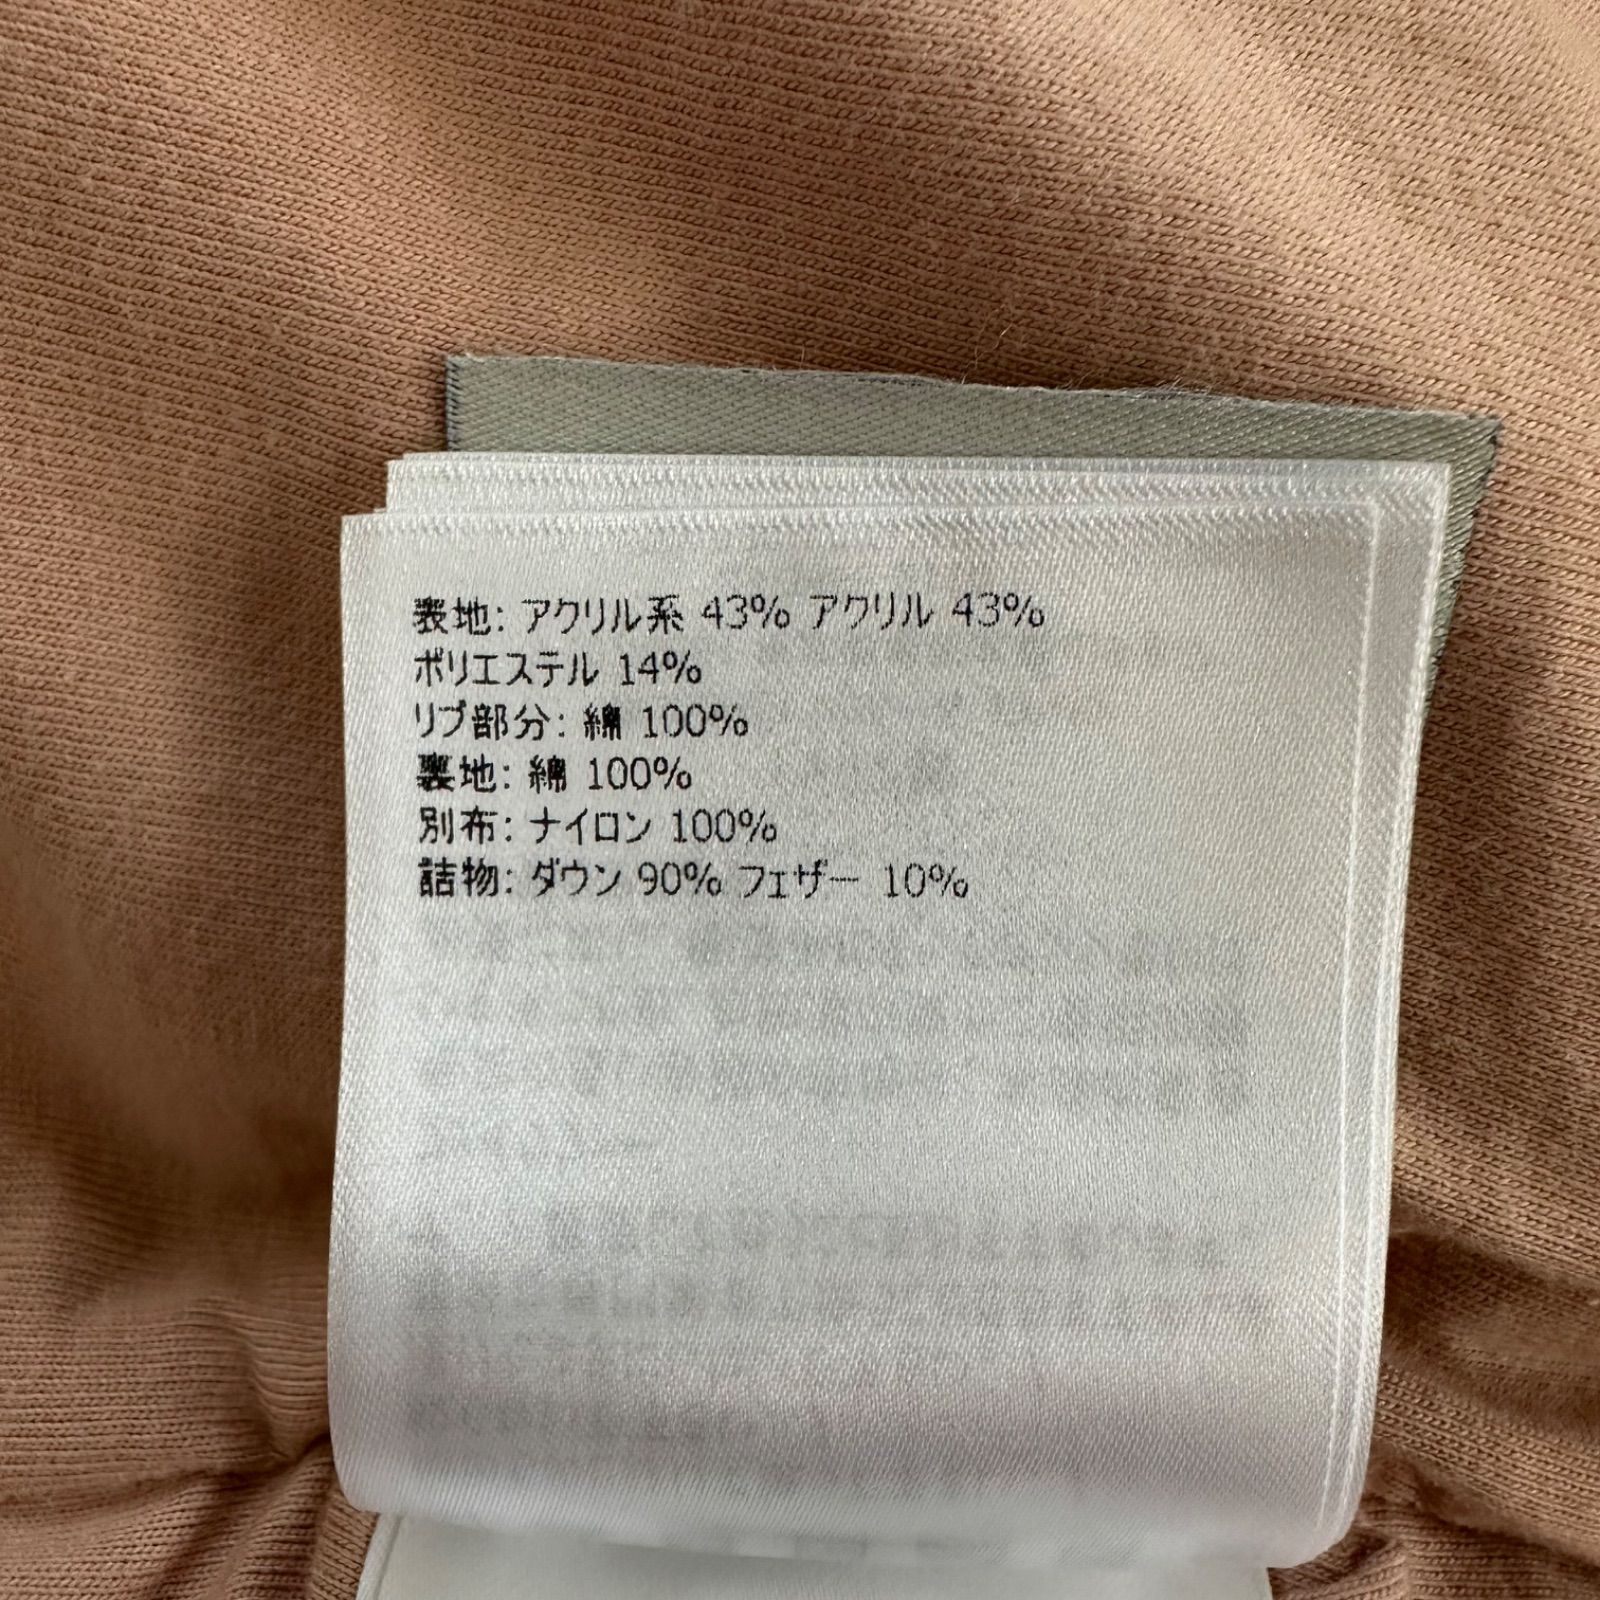 表地: アクリル系 43% アクリル 43%
ポリエステル 14%
リブ部分: 綿 100%
裏地: 綿 100%
別布: ナイロン 100%
詰物: ダウン 90% フェザー 10%